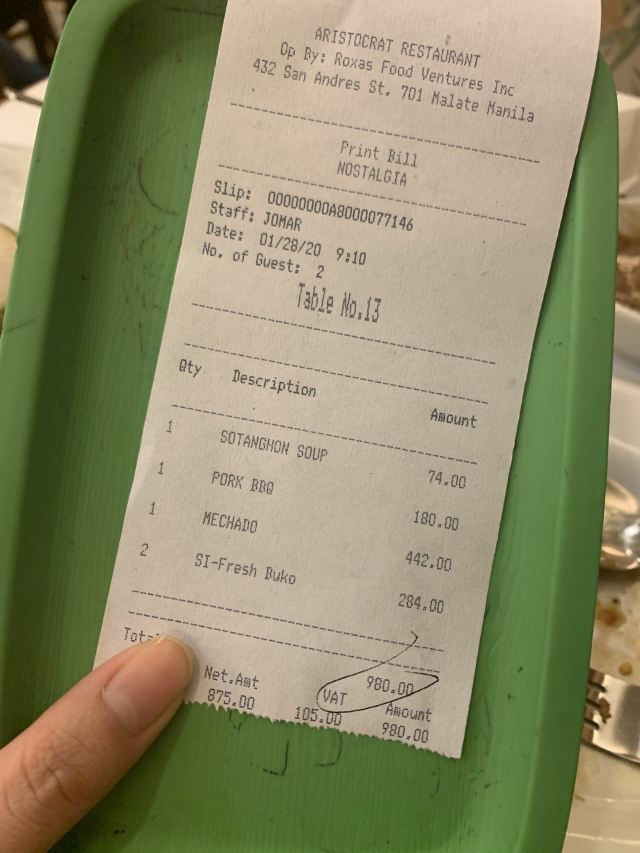 ARISTOCRAT RESTAURANT
Op By: Roxas Food Ventures Inc
432 San Andres St. 701 Malate Manila
Print Bill
NOSTALGIA
Slip: 00000000A8000077146
Staff: JOMAR
Date: 01/28/20 9:10
No. of Guest: 2
Table No.13
Qty Description Amount
1 SOTANGHON SOUP 74.00
1 PORK BBQ 180.00
1 MECHADO 442.00
2 SI-Fresh Buko 284.00
Total 980.00
Net.Amt VAT Amount
875.00 105.00 980.00